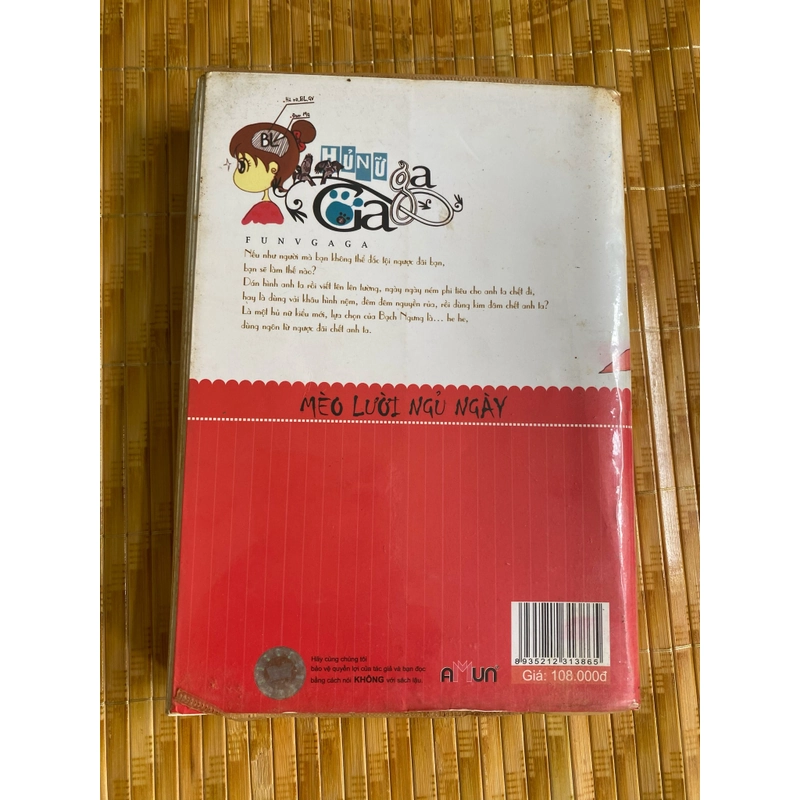 BL
HỦ NỮ
GaGa
FUNVGAGA
Nếu như người mà bạn không thể đắc tội ngược đãi bạn,
bạn sẽ làm thế nào?
Dán hình anh ta rồi viết tên lên tường, ngày ngày ném phi tiêu cho anh ta chết đi,
hay là dùng vải khâu hình nộm, đêm đêm nguyền rủa, rồi dùng kim đâm chết anh ta?
Là một hủ nữ kiểu mới, lựa chọn của Bạch Ngưng là... he he,
dùng ngôn từ ngược đãi chết anh ta.
MÈO LƯỜI NGỦ NGÀY
Hãy cùng chúng tôi
bảo vệ quyền lợi của tác giả và bạn đọc
bằng cách nói KHÔNG với sách lậu.
AMUN
8935212313865
Giá: 108.000đ